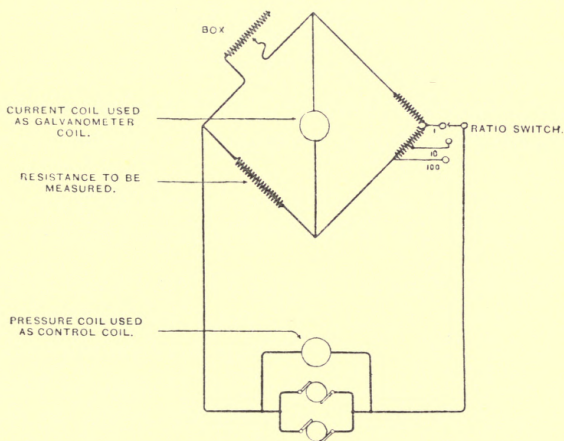 BOX
CURRENT COIL USED
AS GALVANOMETER
COIL.
1
RATIO SWITCH.
10
100
RESISTANCE TO BE
MEASURED.
PRESSURE COIL USED
AS CONTROL COIL.